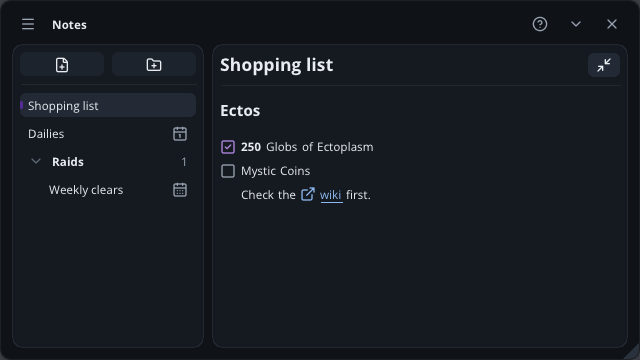 Notes
Shopping list
Dailies
Raids 1
Weekly clears
Shopping list
Ectos
250 Globs of Ectoplasm
Mystic Coins
Check the wiki first.